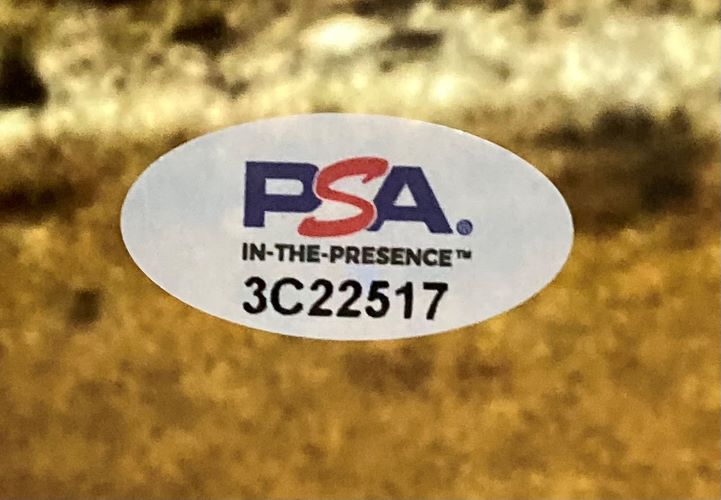 PSA®
IN-THE-PRESENCE™
3C22517